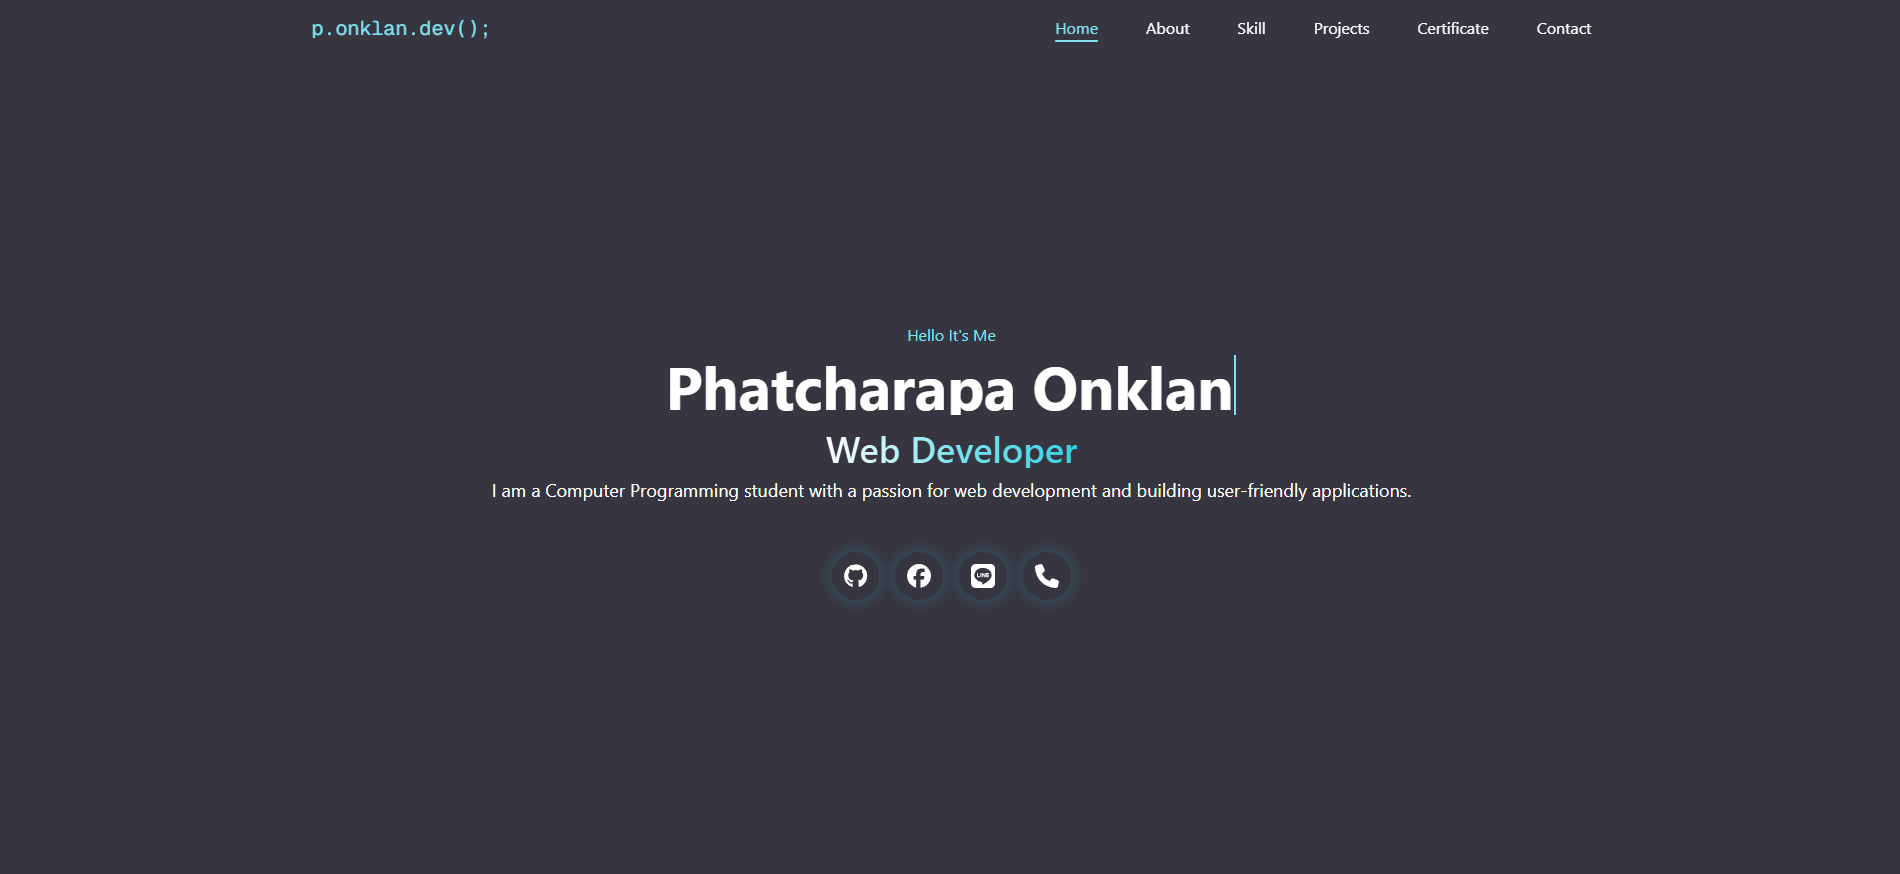 p.onklan.dev();
Home About Skill Projects Certificate Contact
Hello It's Me
Phatcharapa Onklan
Web Developer
I am a Computer Programming student with a passion for web development and building user-friendly applications.
LINE